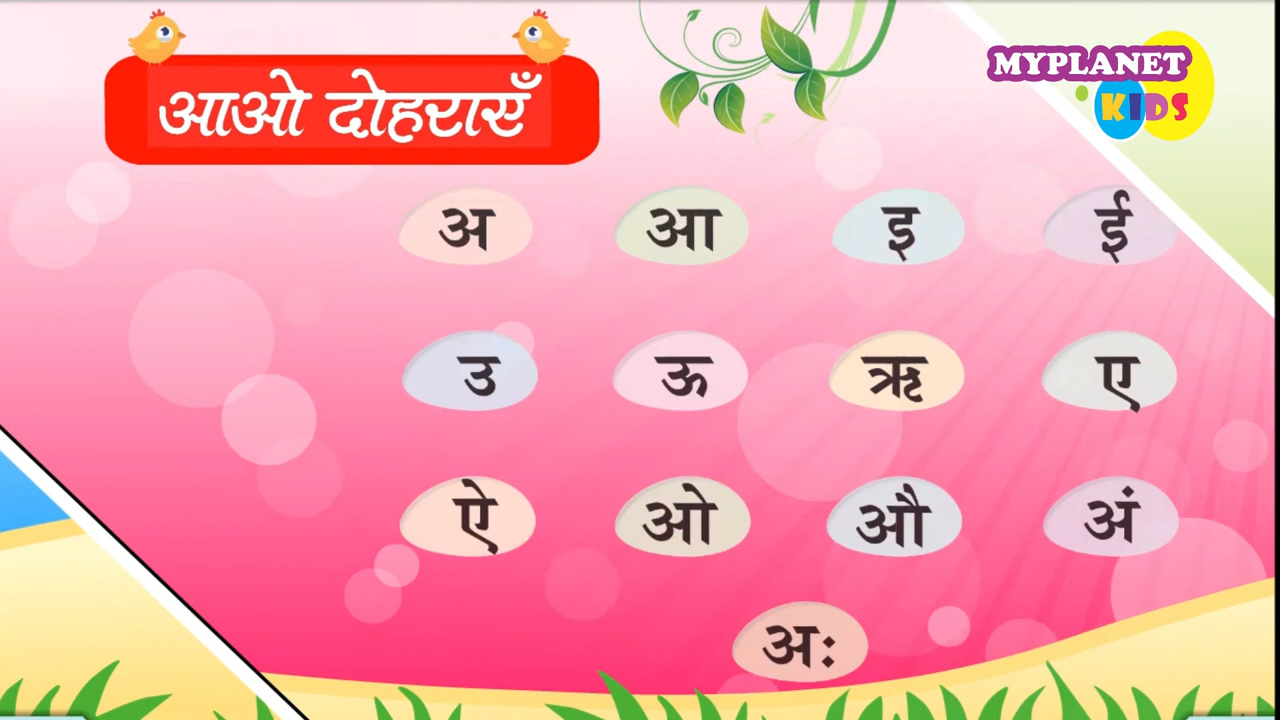 आओ दोहराएँ
MYPLANET
KIDS
अ आ इ ई
उ ऊ ऋ ए
ऐ ओ औ अं
अः